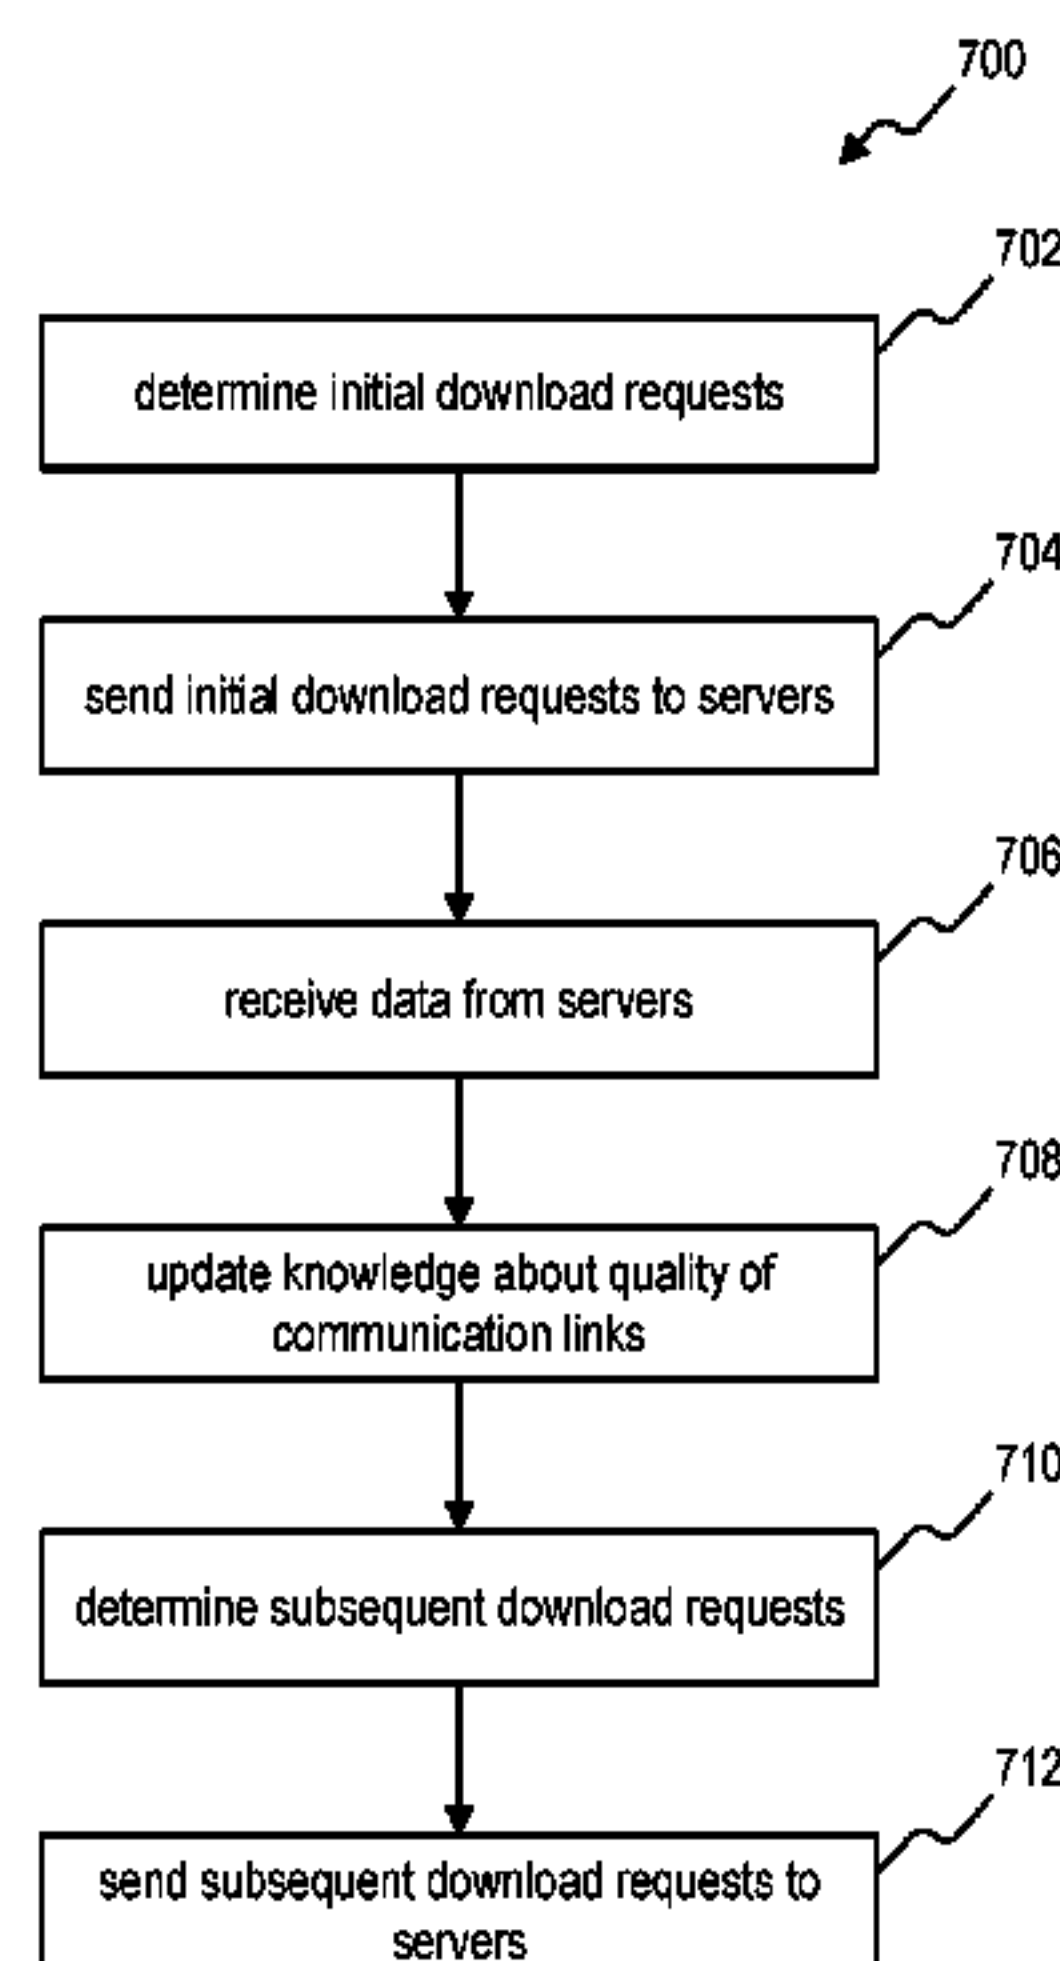 700
702
determine initial download requests
704
send initial download requests to servers
706
receive data from servers
708
update knowledge about quality of
communication links
710
determine subsequent download requests
712
send subsequent download requests to
servers